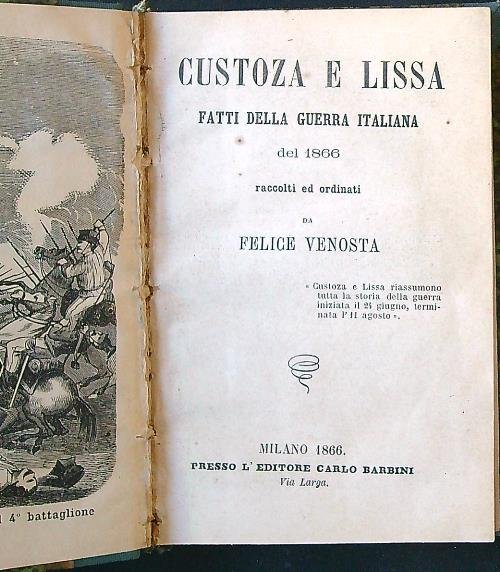 4° battaglione
CUSTOZA E LISSA
FATTI DELLA GUERRA ITALIANA
del 1866
raccolti ed ordinati
DA
FELICE VENOSTA
« Custoza e Lissa riassumono
tutta la storia della guerra
iniziata il 24 giugno, termi-
nata l' 11 agosto ».
MILANO 1866.
PRESSO L' EDITORE CARLO BARBINI
Via Larga.